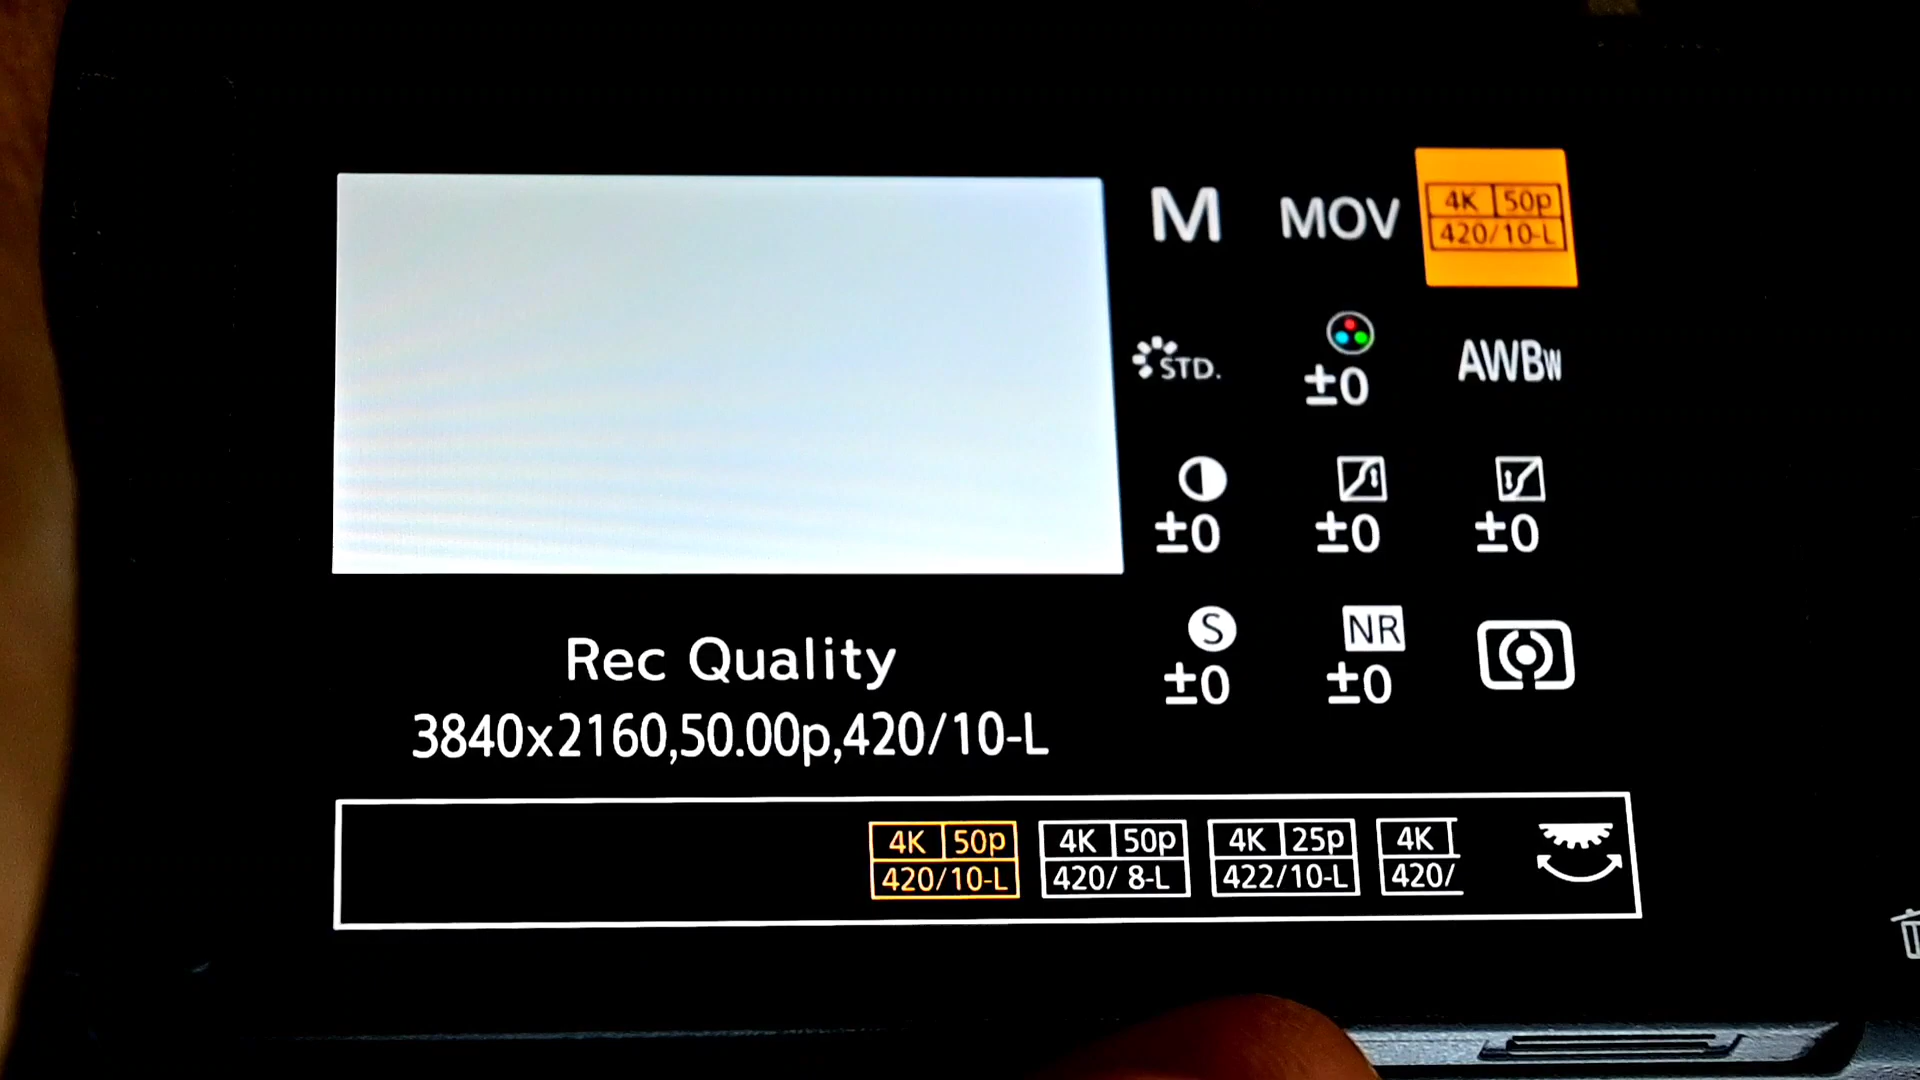 M MOV 4K 50p
420/10-L
STD. ±0 AWBw
±0 ±0 ±0
S NR
±0 ±0
Rec Quality
3840x2160,50.00p,420/10-L
4K 50p 4K 50p 4K 25p 4K
420/10-L 420/ 8-L 422/10-L 420/